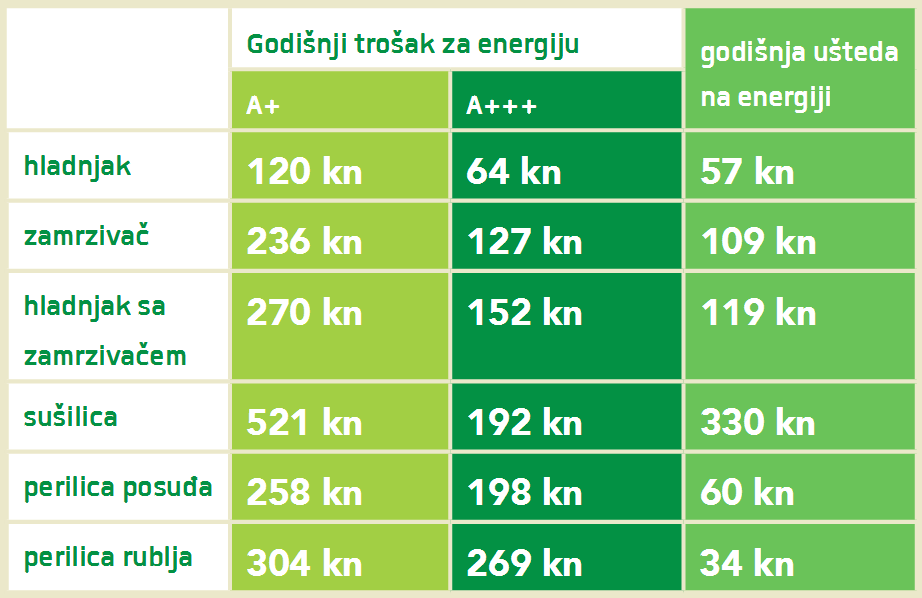 Godišnji trošak za energiju
godišnja ušteda
na energiji
A+
A+++
hladnjak
120 kn
64 kn
57 kn
zamrzivač
236 kn
127 kn
109 kn
hladnjak sa
zamrzivačem
270 kn
152 kn
119 kn
sušilica
521 kn
192 kn
330 kn
perilica posuđa
258 kn
198 kn
60 kn
perilica rublja
304 kn
269 kn
34 kn